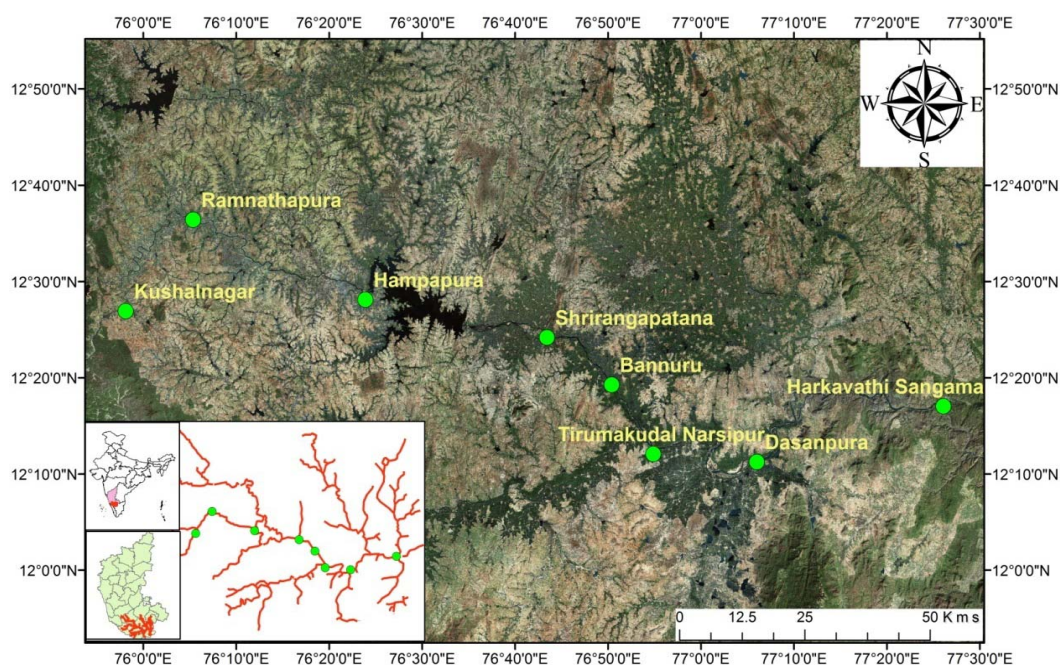 76°0'0"E 76°10'0"E 76°20'0"E 76°30'0"E 76°40'0"E 76°50'0"E 77°0'0"E 77°10'0"E 77°20'0"E 77°30'0"E
N
12°50'0"N W E 12°50'0"N
S
12°40'0"N 12°40'0"N
Ramnathapura
12°30'0"N Hampapura 12°30'0"N
Kushalnagar
Shrirangapatana
12°20'0"N Bannuru 12°20'0"N
Harkavathi Sangama
Tirumakudal Narsipur Dasanpura
12°10'0"N 12°10'0"N
12°0'0"N 12°0'0"N
0 12.5 25 50 K m s
76°0'0"E 76°10'0"E 76°20'0"E 76°30'0"E 76°40'0"E 76°50'0"E 77°0'0"E 77°10'0"E 77°20'0"E 77°30'0"E